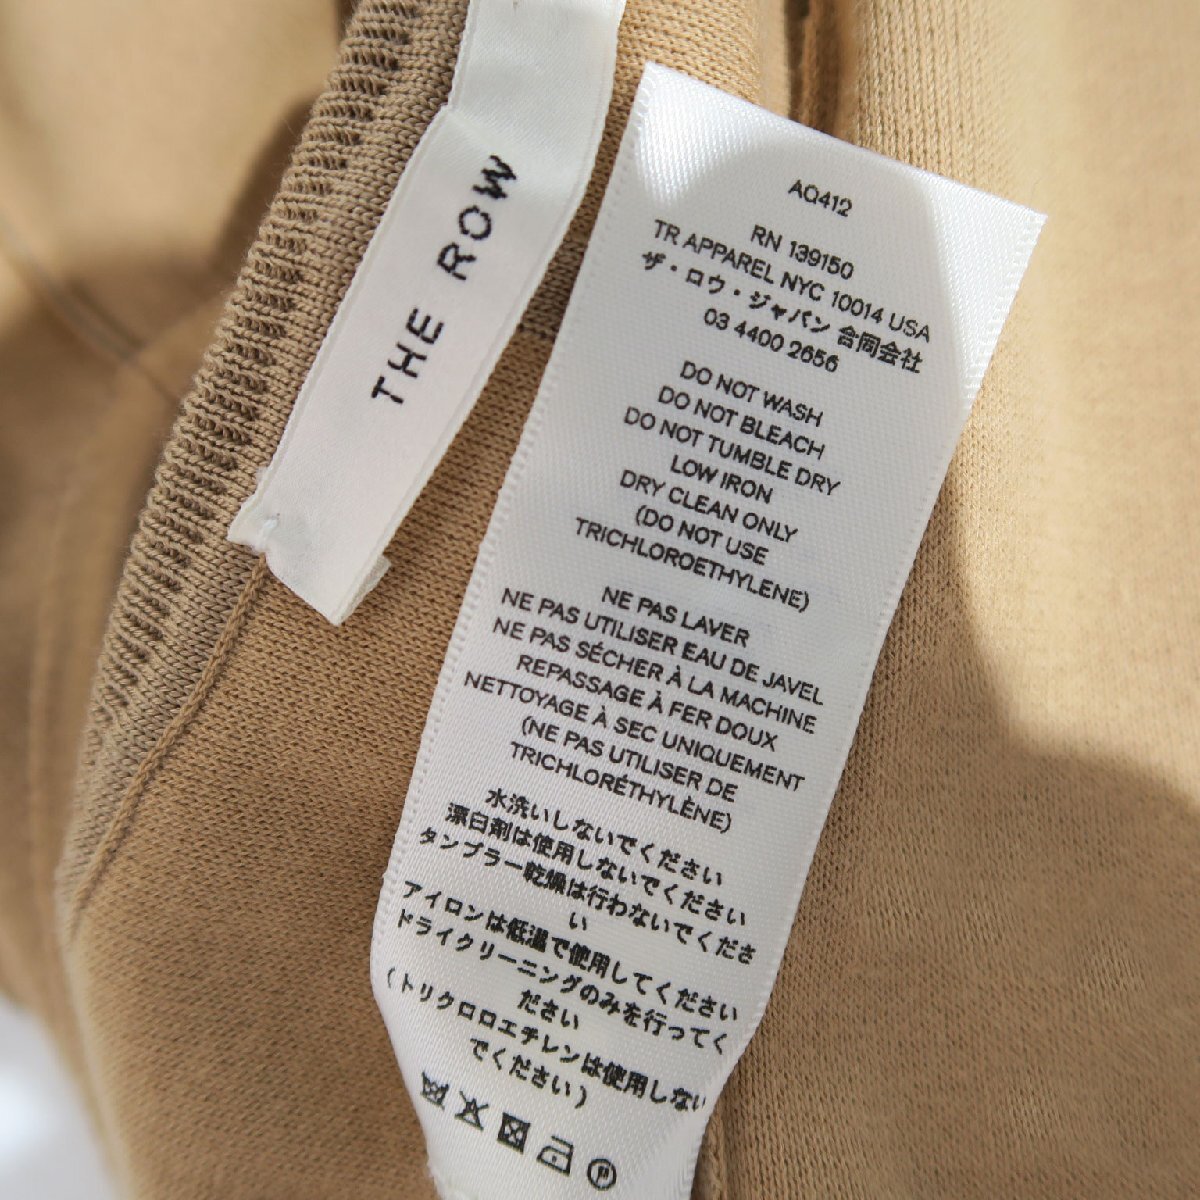 THE ROW
AQ412
RN 139150
TR APPAREL NYC 10014 USA
ザ・ロウ・ジャパン 合同会社
03 4400 2656
DO NOT WASH
DO NOT BLEACH
DO NOT TUMBLE DRY
LOW IRON
DRY CLEAN ONLY
(DO NOT USE
TRICHLOROETHYLENE)
NE PAS LAVER
NE PAS UTILISER EAU DE JAVEL
NE PAS SÉCHER À LA MACHINE
REPASSAGE À FER DOUX
NETTOYAGE À SEC UNIQUEMENT
(NE PAS UTILISER DE
TRICHLORÉTHYLÈNE)
水洗いしないでください
漂白剤は使用しないでください
タンブラー乾燥は行わないでくださ
い
アイロンは低温で使用してください
ドライクリーニングのみを行ってく
ださい
(トリクロロエチレンは使用しない
でください)
P